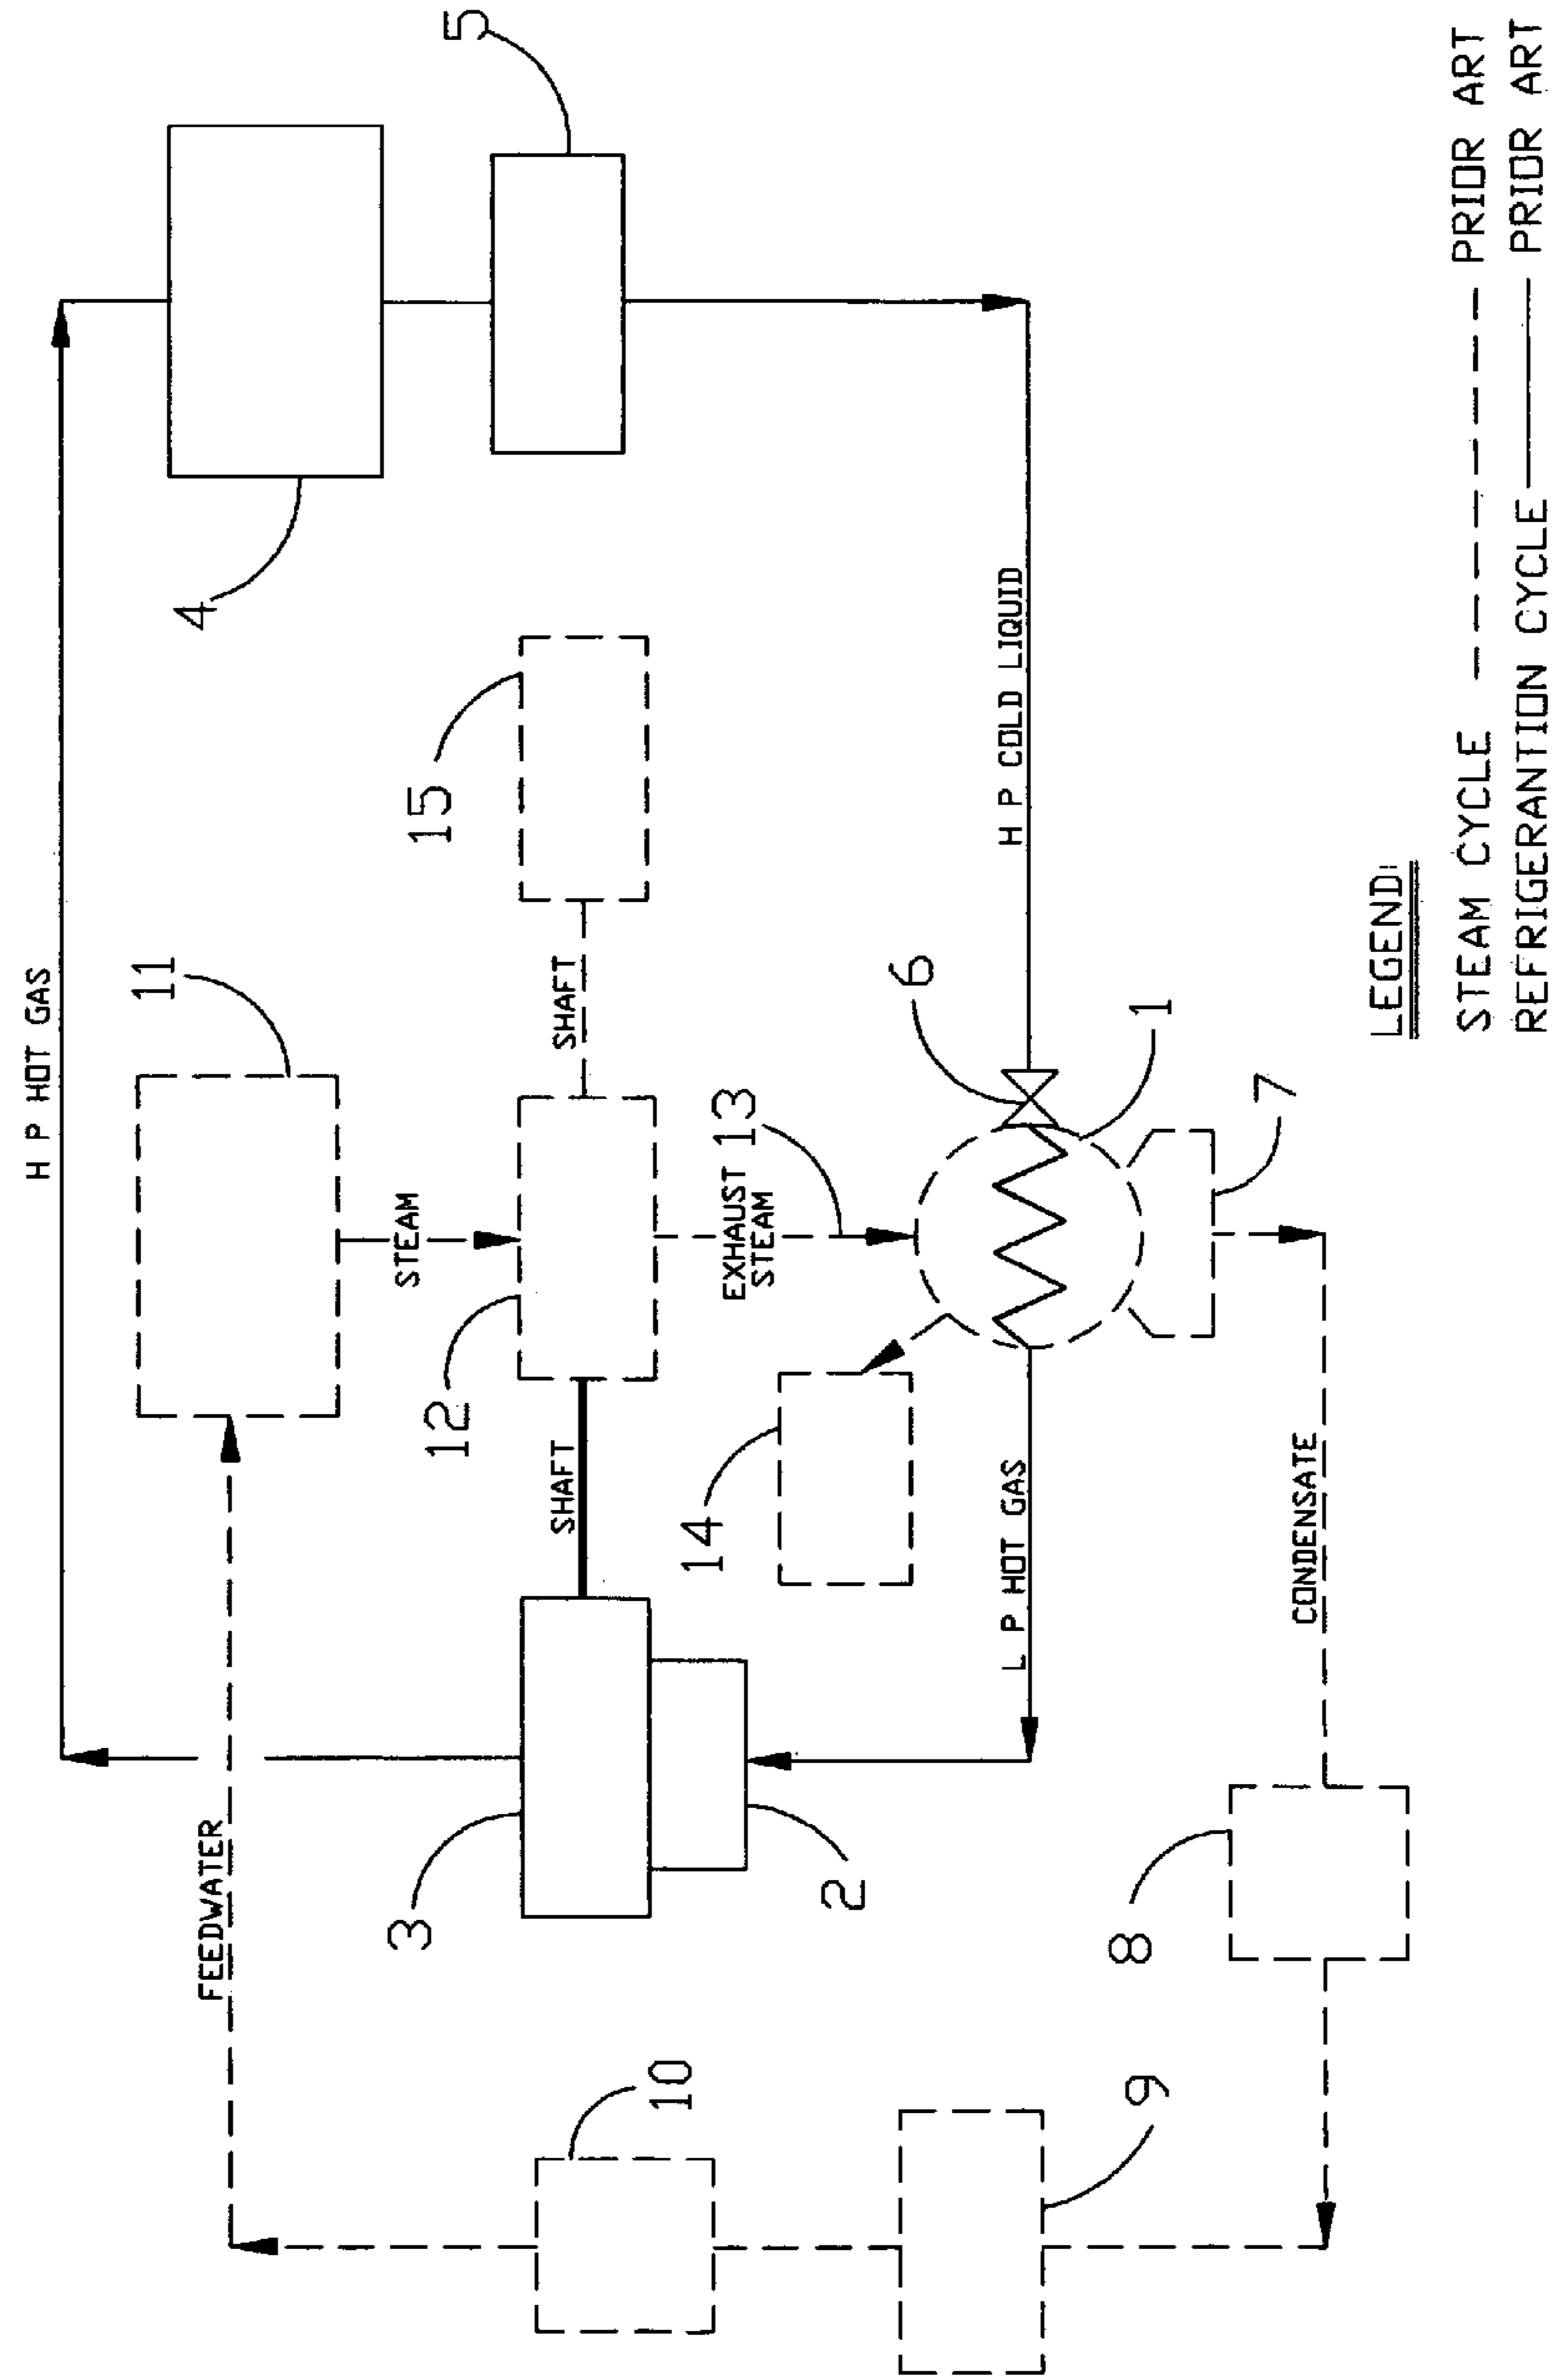 H P HOT GAS
5
4
11
FEEDWATER
STEAM
15
SHAFT
12
SHAFT
3
10
EXHAUST
STEAM
13
14
2
6
H P COLD LIQUID
L P HOT GAS
1
9
7
8
CONDENSATE
LEGEND:
STEAM CYCLE - - - - - - - PRIOR ART
REFRIGERANTION CYCLE ——— PRIOR ART